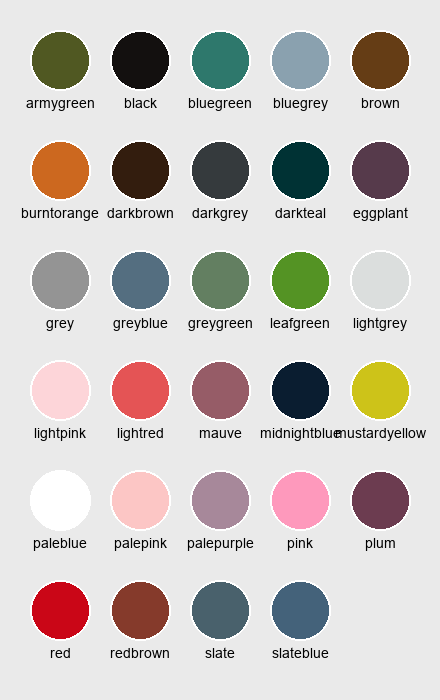 armygreen black bluegreen bluegrey brown
burntorange darkbrown darkgrey darkteal eggplant
grey greyblue greygreen leafgreen lightgrey
lightpink lightred mauve midnightblue mustardyellow
paleblue palepink palepurple pink plum
red redbrown slate slateblue